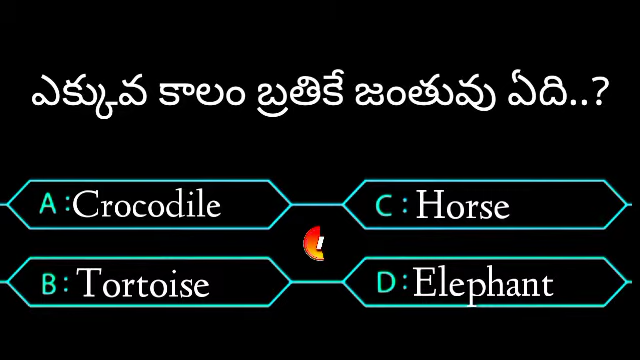 ఎక్కువ కాలం బ్రతికే జంతువు ఏది..?
A : Crocodile
C : Horse
B : Tortoise
D : Elephant